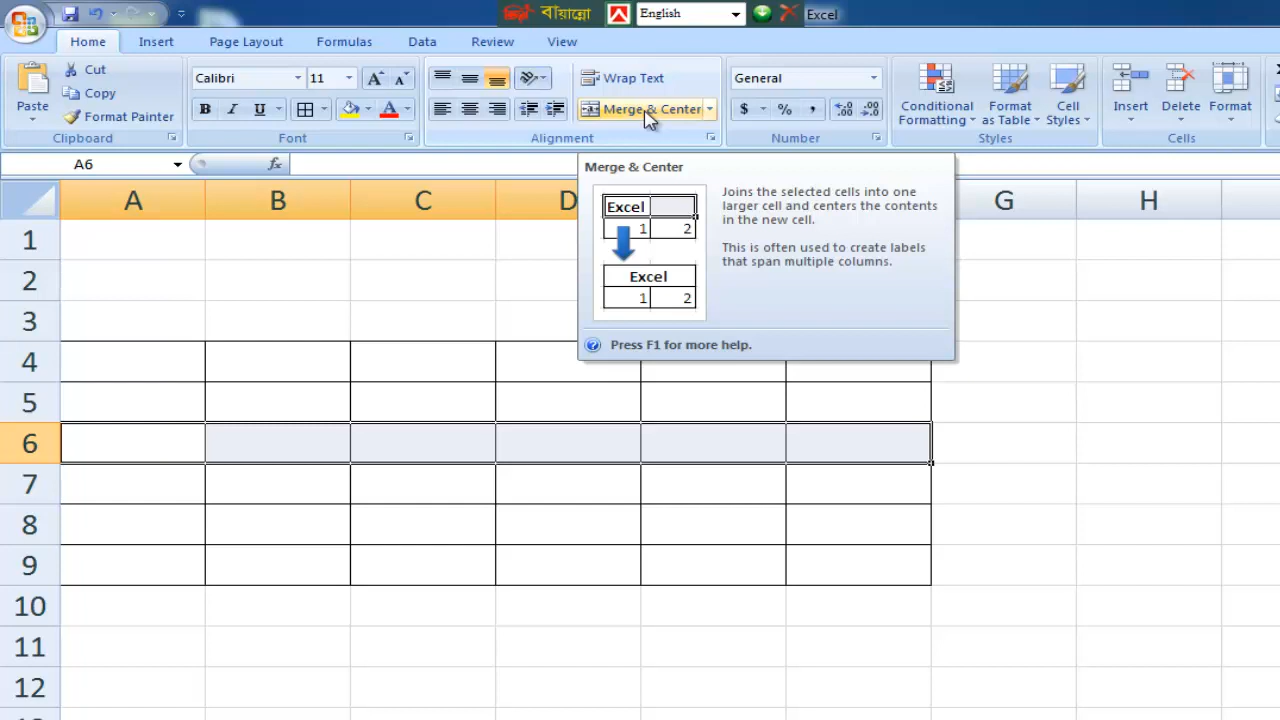 বায়ান্নো English Excel
Home Insert Page Layout Formulas Data Review View
Paste Cut Copy Format Painter
Clipboard
Calibri 11 A A
B I U A
Font
Wrap Text
Merge & Center
Alignment
General
$ % ,
Number
Conditional Formatting Format as Table Cell Styles
Styles
Insert Delete Format
Cells
A6 fx
Merge & Center
Excel
1 2
Excel
1 2
Joins the selected cells into one
larger cell and centers the contents
in the new cell.
This is often used to create labels
that span multiple columns.
Press F1 for more help.
A B C D G H
1
2
3
4
5
6
7
8
9
10
11
12